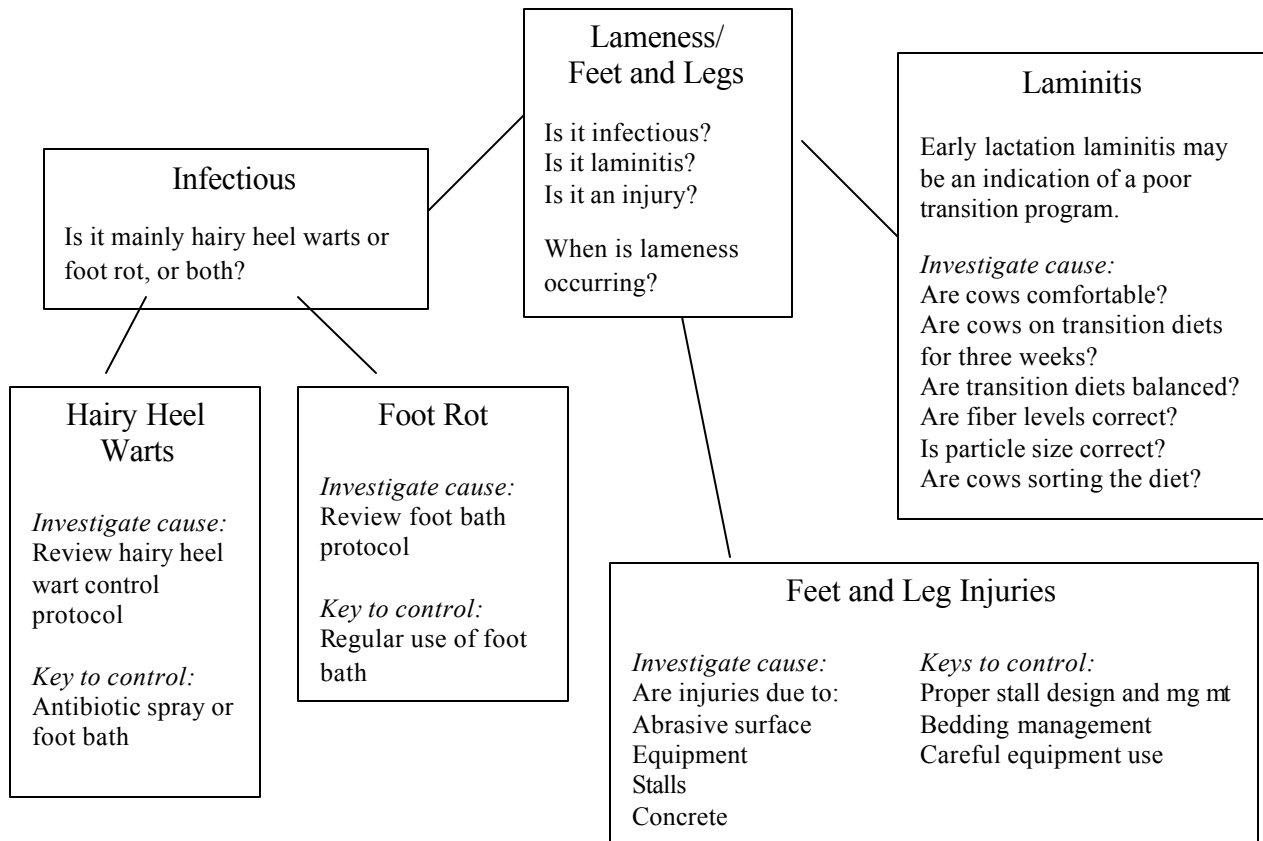 Lameness/
Feet and Legs
Is it infectious?
Is it laminitis?
Is it an injury?
When is lameness
occurring?
Infectious
Is it mainly hairy heel warts or
foot rot, or both?
Hairy Heel
Warts
Investigate cause:
Review hairy heel
wart control
protocol
Key to control:
Antibiotic spray or
foot bath
Foot Rot
Investigate cause:
Review foot bath
protocol
Key to control:
Regular use of foot
bath
Laminitis
Early lactation laminitis may
be an indication of a poor
transition program.
Investigate cause:
Are cows comfortable?
Are cows on transition diets
for three weeks?
Are transition diets balanced?
Are fiber levels correct?
Is particle size correct?
Are cows sorting the diet?
Feet and Leg Injuries
Investigate cause:
Are injuries due to:
Abrasive surface
Equipment
Stalls
Concrete
Keys to control:
Proper stall design and mg mt
Bedding management
Careful equipment use